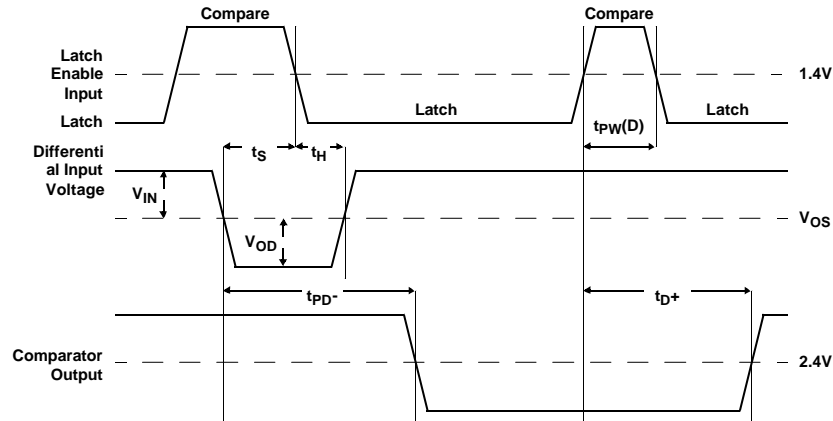 Compare
Compare
Latch
Enable
Input
1.4V
Latch
Latch
Latch
tPW(D)
Differenti
al Input
Voltage
tS
tH
VIN
VOS
VOD
tPD-
tD+
Comparator
Output
2.4V